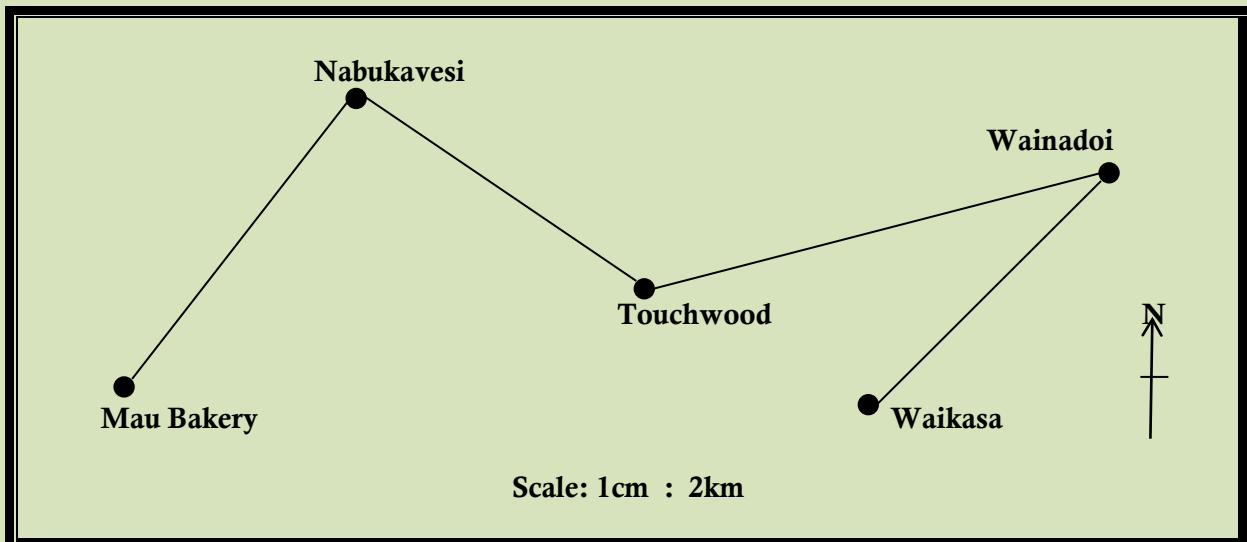 Nabukavesi
Wainadoi
N
Touchwood
Mau Bakery
Waikasa
Scale: 1cm : 2km